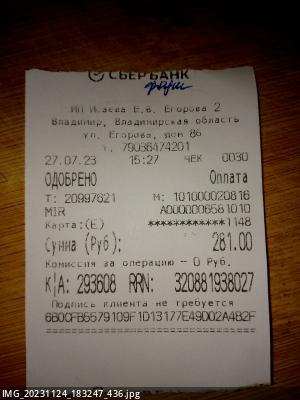 СБЕРБАНК
ИП Исаева Е.В. Егорова 2
Владимир, Владимирская область
ул. Егорова, дом 8б
т. 79036474201
27.07.23 15:27 ЧЕК 0030
ОДОБРЕНО Оплата
Т: 20997621 М: 101000020816
MIR A0000006581010
Карта:(E) ************1148
Сумма (Руб): 281.00
Комиссия за операцию – 0 Руб.
К/А: 293608 RRN: 320881938027
Подпись клиента не требуется
6B0CFB5579109F1D13177E49D02A4B2F
IMG_20231124_183247_436.jpg